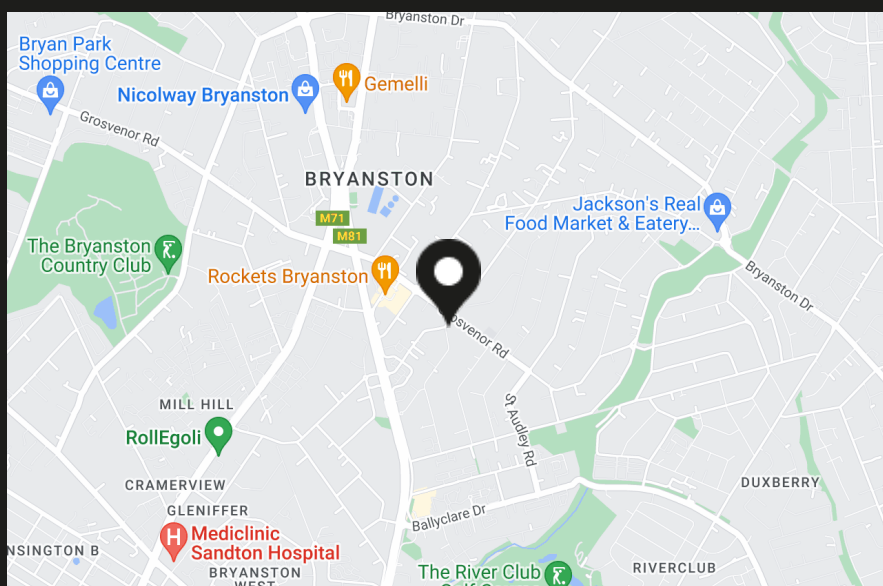 Bryanston Dr
Bryan Park
Shopping Centre
Nicolway Bryanston
Gemelli
Grosvenor Rd
BRYANSTON
M71
M81
Jackson's Real
Food Market & Eatery...
The Bryanston
Country Club
Rockets Bryanston
Bryanston Dr
Grosvenor Rd
MILL HILL
St Audley Rd
RollEgoli
CRAMERVIEW
DUXBERRY
GLENIFFER
Ballyclare Dr
Mediclinic
Sandton Hospital
NSINGTON B
BRYANSTON
WEST
The River Club
Golf C
RIVERCLUB